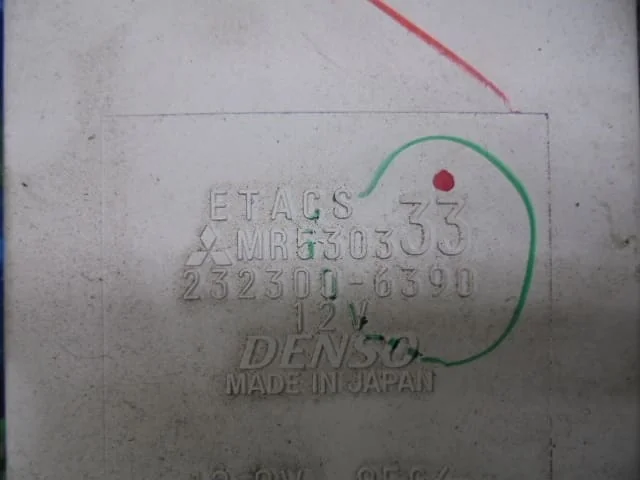 ETACS
MR530333
232300-6390
12V
DENSO
MADE IN JAPAN